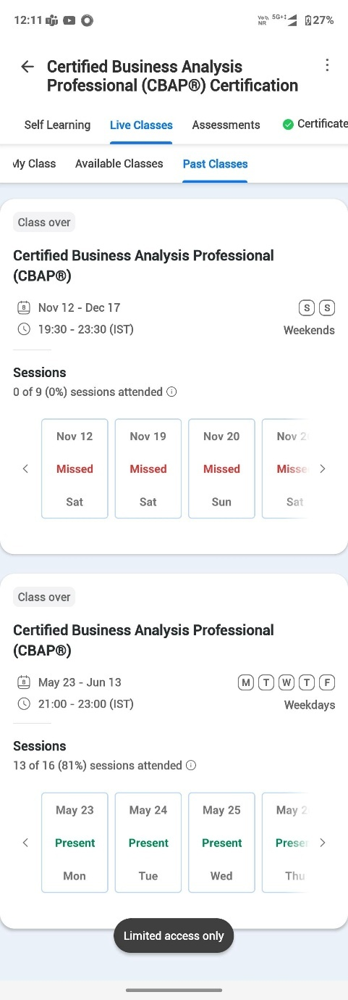 12:11
Vo))
NR
5G+
27%
Certified Business Analysis
Professional (CBAP®) Certification
Self Learning
Live Classes
Assessments
Certificate
My Class
Available Classes
Past Classes
Class over
Certified Business Analysis Professional
(CBAP®)
Nov 12 - Dec 17
S S
19:30 - 23:30 (IST)
Weekends
Sessions
0 of 9 (0%) sessions attended
Nov 12
Nov 19
Nov 20
Nov 2
Missed
Missed
Missed
Misse
Sat
Sat
Sun
Sat
Class over
Certified Business Analysis Professional
(CBAP®)
May 23 - Jun 13
M T W T F
21:00 - 23:00 (IST)
Weekdays
Sessions
13 of 16 (81%) sessions attended
May 23
May 24
May 25
May 2
Present
Present
Present
Prese
Mon
Tue
Wed
Thu
Limited access only